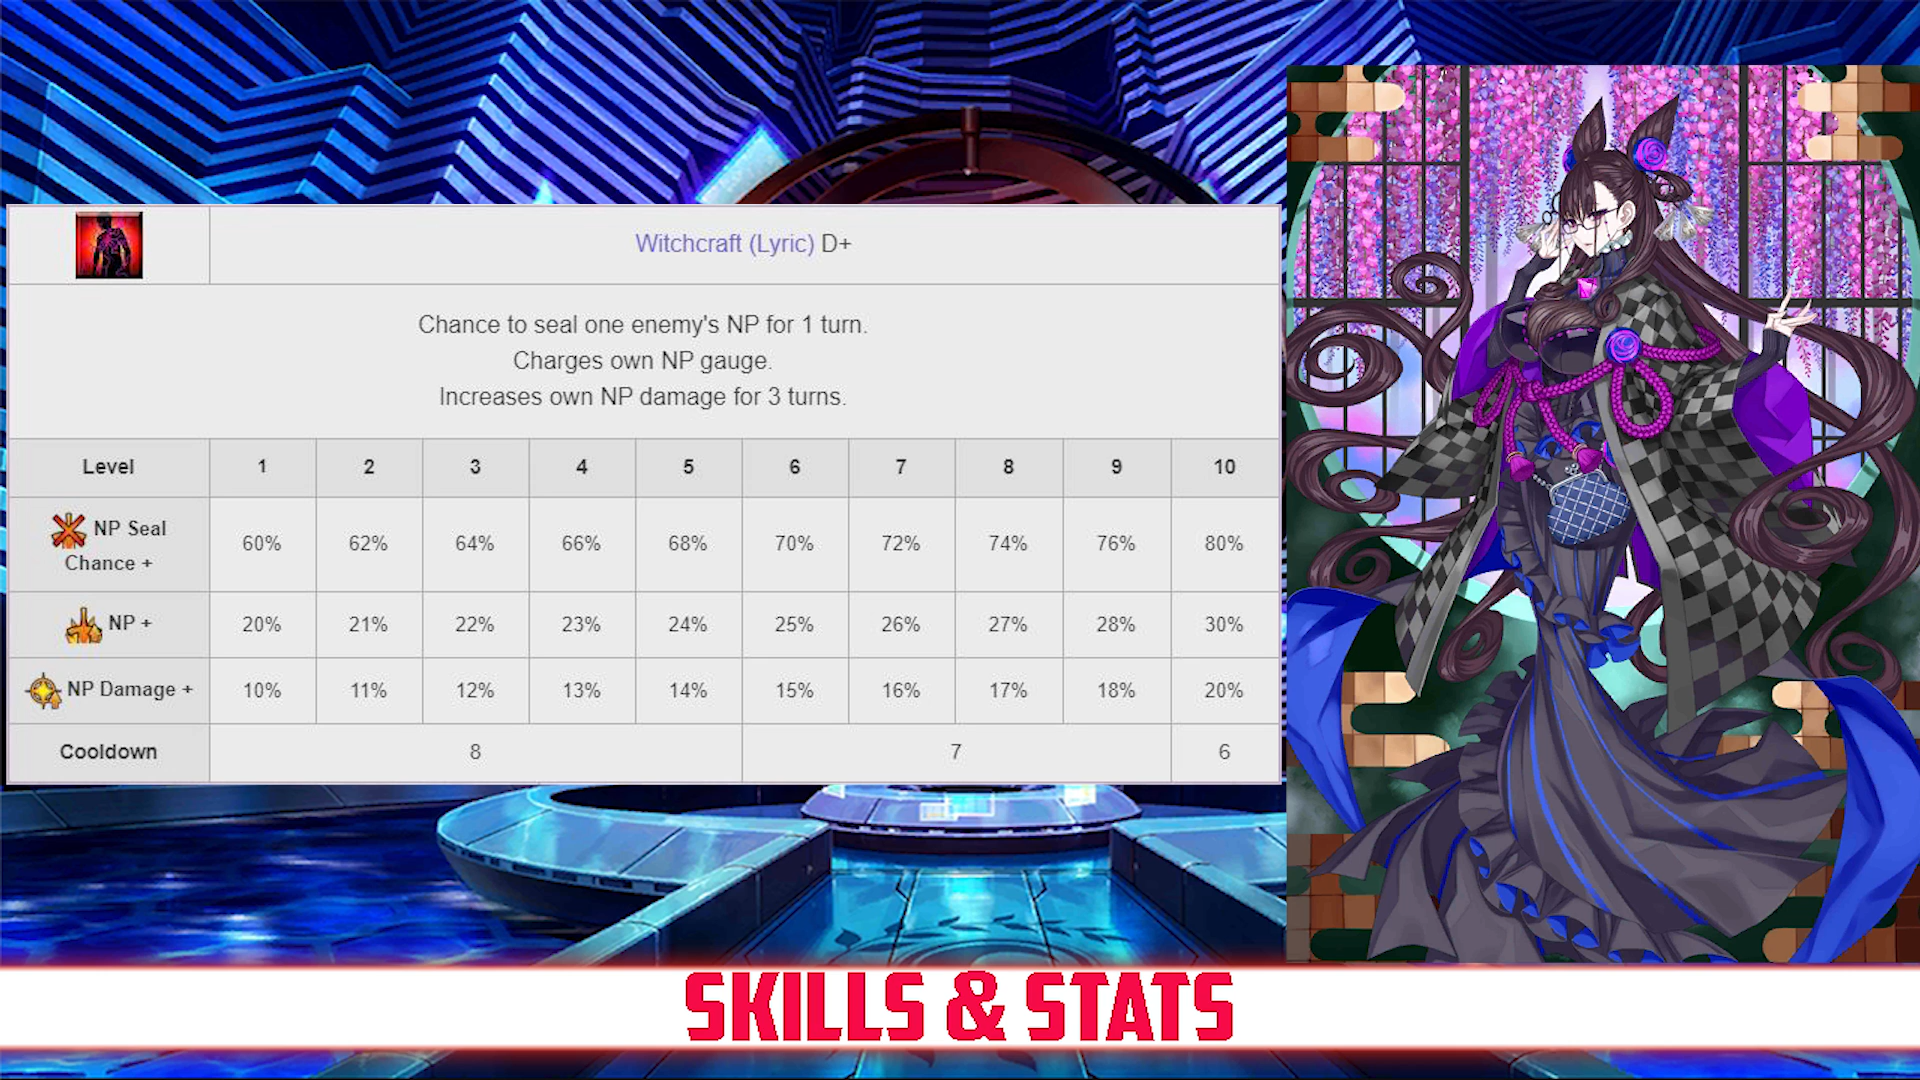 Witchcraft (Lyric) D+
Chance to seal one enemy's NP for 1 turn.
Charges own NP gauge.
Increases own NP damage for 3 turns.
Level 1 2 3 4 5 6 7 8 9 10
NP Seal
Chance + 60% 62% 64% 66% 68% 70% 72% 74% 76% 80%
NP + 20% 21% 22% 23% 24% 25% 26% 27% 28% 30%
NP Damage + 10% 11% 12% 13% 14% 15% 16% 17% 18% 20%
Cooldown 8 7 6
SKILLS & STATS